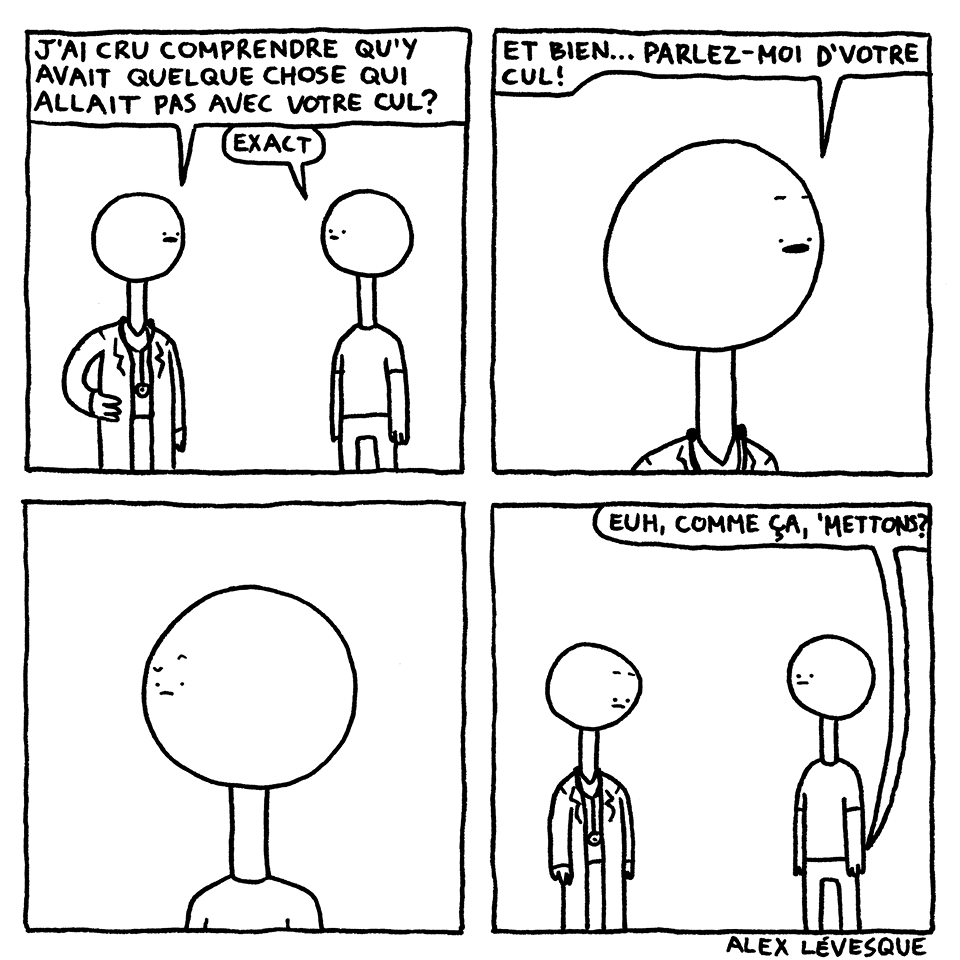 J'AI CRU COMPRENDRE QU'Y
AVAIT QUELQUE CHOSE QUI
ALLAIT PAS AVEC VOTRE CUL?
EXACT
ET BIEN... PARLEZ-MOI D'VOTRE
CUL!
EUH, COMME ÇA, 'METTONS?
ALEX LÉVESQUE